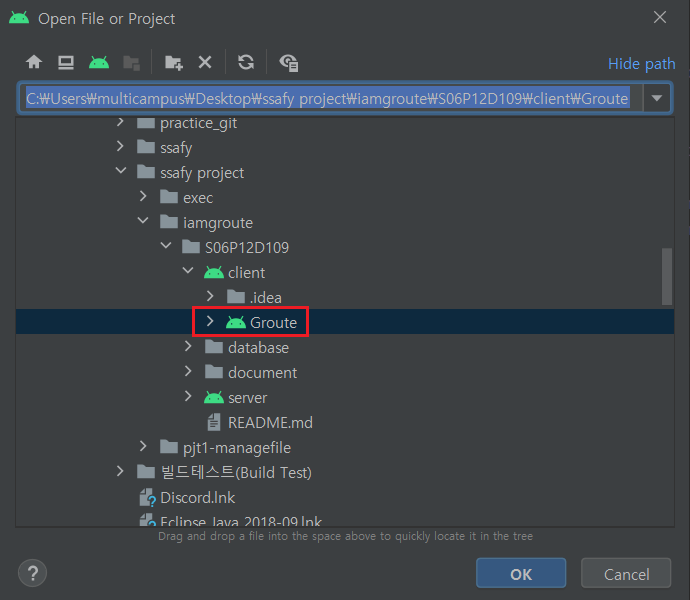 Open File or Project
Hide path
C:₩Users₩multicampus₩Desktop₩ssafy project₩iamgroute₩S06P12D109₩client₩Groute
practice_git
ssafy
ssafy project
exec
iamgroute
S06P12D109
client
.idea
Groute
database
document
server
README.md
pjt1-managefile
빌드테스트(Build Test)
Discord.lnk
Eclipse Java 2018-09.lnk
Drag and drop a file into the space above to quickly locate it in the tree
?
OK
Cancel